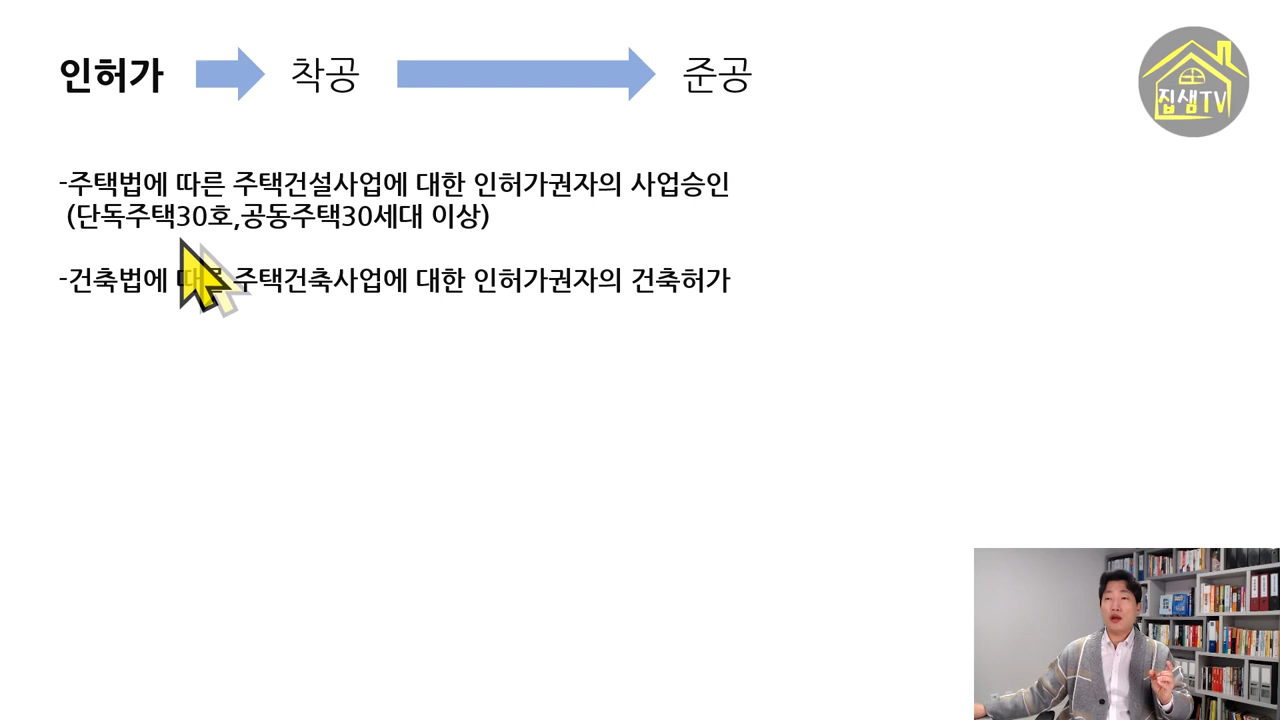 인허가 착공 준공
집샘TV
-주택법에 따른 주택건설사업에 대한 인허가권자의 사업승인
(단독주택30호,공동주택30세대 이상)
-건축법에 따른 주택건축사업에 대한 인허가권자의 건축허가